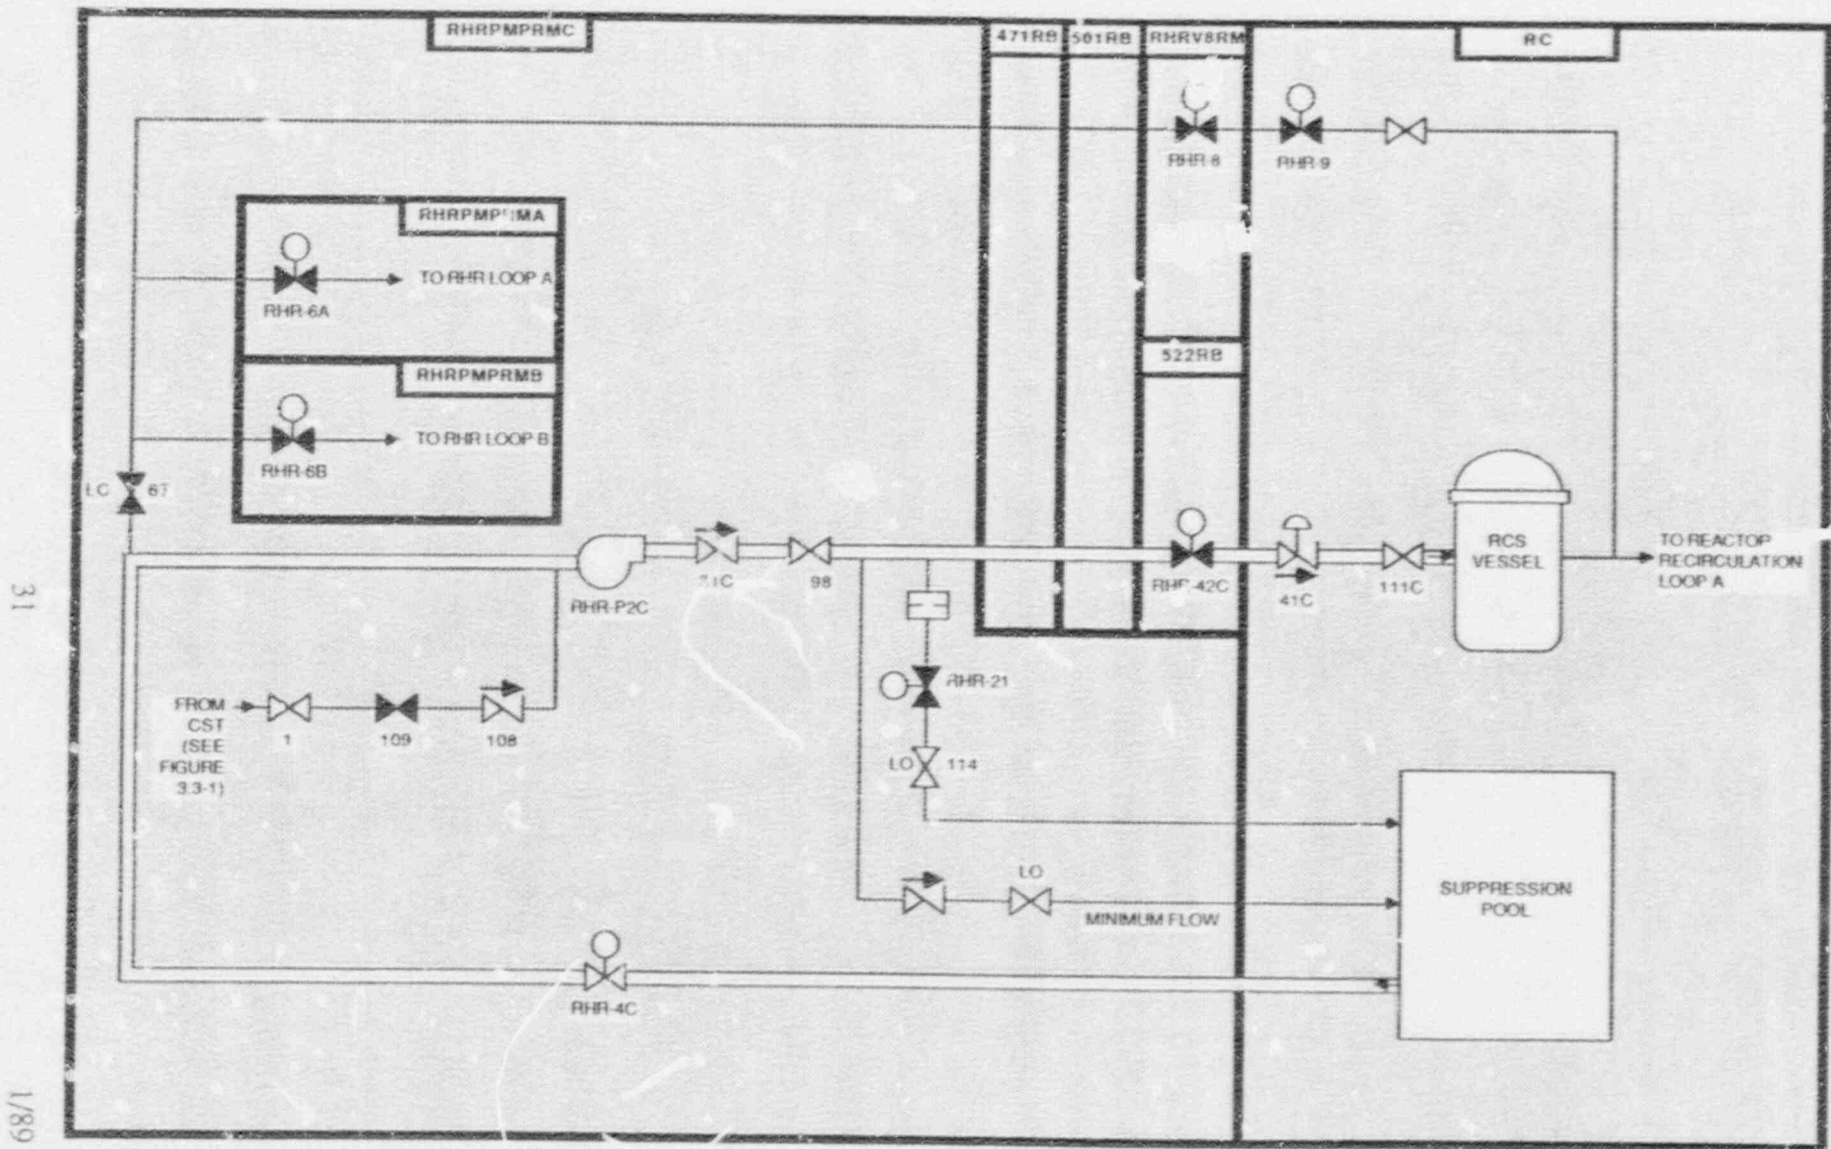 RHRPMPRMC
471RB
501RB
RHRV8RM
RC
RHR-8
RHR-9
TO RHR LOOP A
RHR-6A
522RB
RHRPMPRMB
TO RHR LOOP B
RHR-6B
LC
67
RHR-P2C
98
RHR-42C
41C
111C
RCS
VESSEL
TO REACTOP
RECIRCULATION
LOOP A
FROM
CST
(SEE
FIGURE
3.3-1)
1
109
108
RHR-21
LO
114
LO
MINIMUM FLOW
SUPPRESSION
POOL
RHR-4C
31
1/89